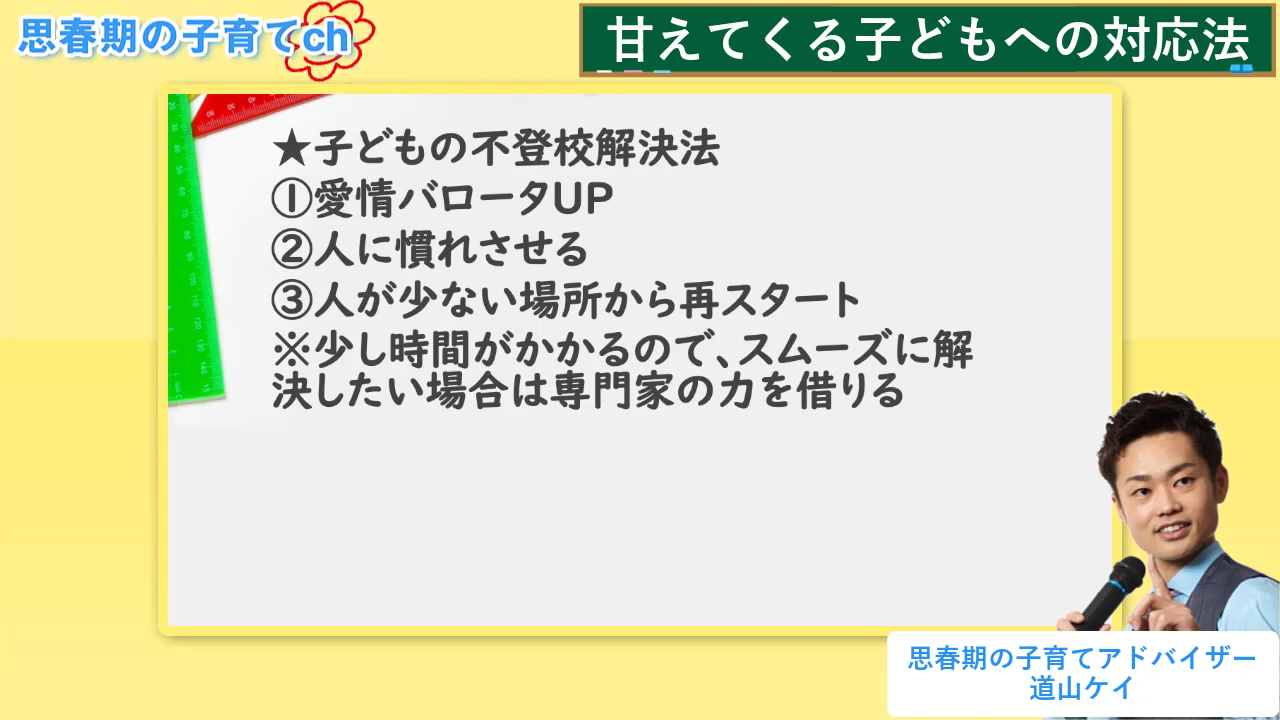 思春期の子育てch
甘えてくる子どもへの対応法
★子どもの不登校解決法
①愛情バロータUP
②人に慣れさせる
③人が少ない場所から再スタート
※少し時間がかかるので、スムーズに解
決したい場合は専門家の力を借りる
思春期の子育てアドバイザー
道山ケイ